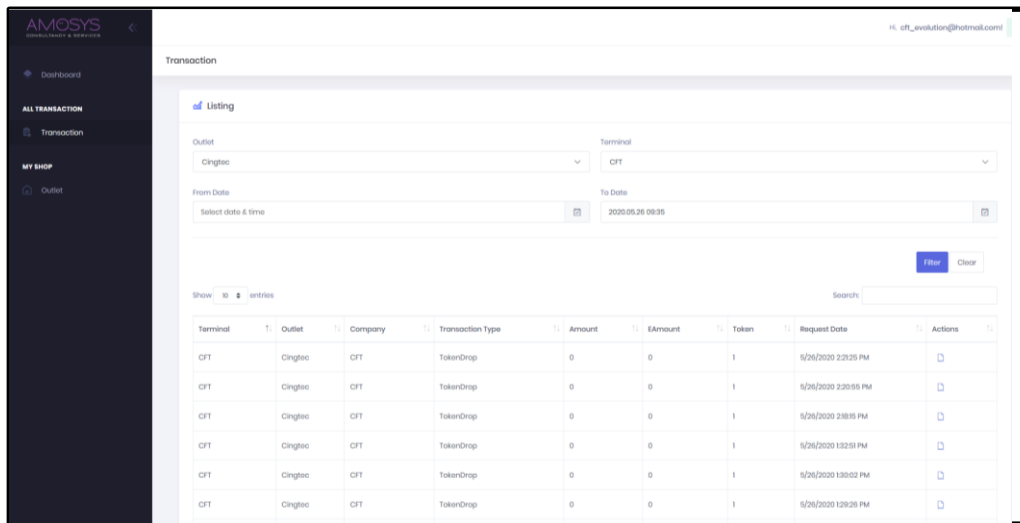 AMOSYS
CONSULTANCY & SERVICES
Hi, cft_evolution@hotmail.com!
Transaction
Dashboard
ALL TRANSACTION
Transaction
MY SHOP
Outlet
Listing
Outlet
Terminal
Cingtec
CFT
From Date
To Date
Select date & time
2020.05.26 09:35
Filter Clear
Show 10 entries
Search:
Terminal Outlet Company Transaction Type Amount EAmount Token Request Date Actions
CFT Cingtec CFT TokenDrop 0 0 1 5/26/2020 2:21:25 PM
CFT Cingtec CFT TokenDrop 0 0 1 5/26/2020 2:20:55 PM
CFT Cingtec CFT TokenDrop 0 0 1 5/26/2020 2:18:15 PM
CFT Cingtec CFT TokenDrop 0 0 1 5/26/2020 1:32:51 PM
CFT Cingtec CFT TokenDrop 0 0 1 5/26/2020 1:30:02 PM
CFT Cingtec CFT TokenDrop 0 0 1 5/26/2020 1:29:26 PM